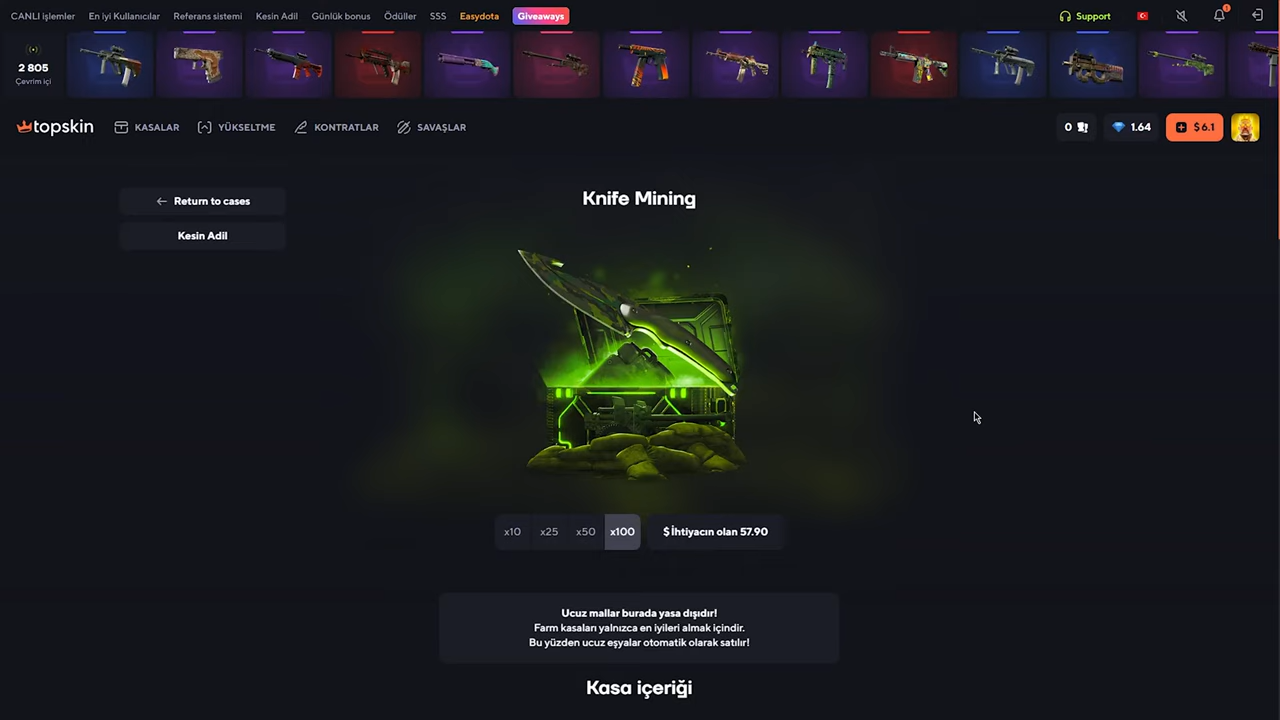 CANLI işlemler En iyi Kullanıcılar Referans sistemi Kesin Adil Günlük bonus Ödüller SSS Easydota Giveaways Support 1
2 805
Çevrim içi
topskin KASALAR YÜKSELTME KONTRATLAR SAVAŞLAR 0 1.64 $ 6.1
Return to cases
Kesin Adil
Knife Mining
x10 x25 x50 x100 $ İhtiyacın olan 57.90
Ucuz mallar burada yasa dışıdır!
Farm kasaları yalnızca en iyileri almak içindir.
Bu yüzden ucuz eşyalar otomatik olarak satılır!
Kasa içeriği